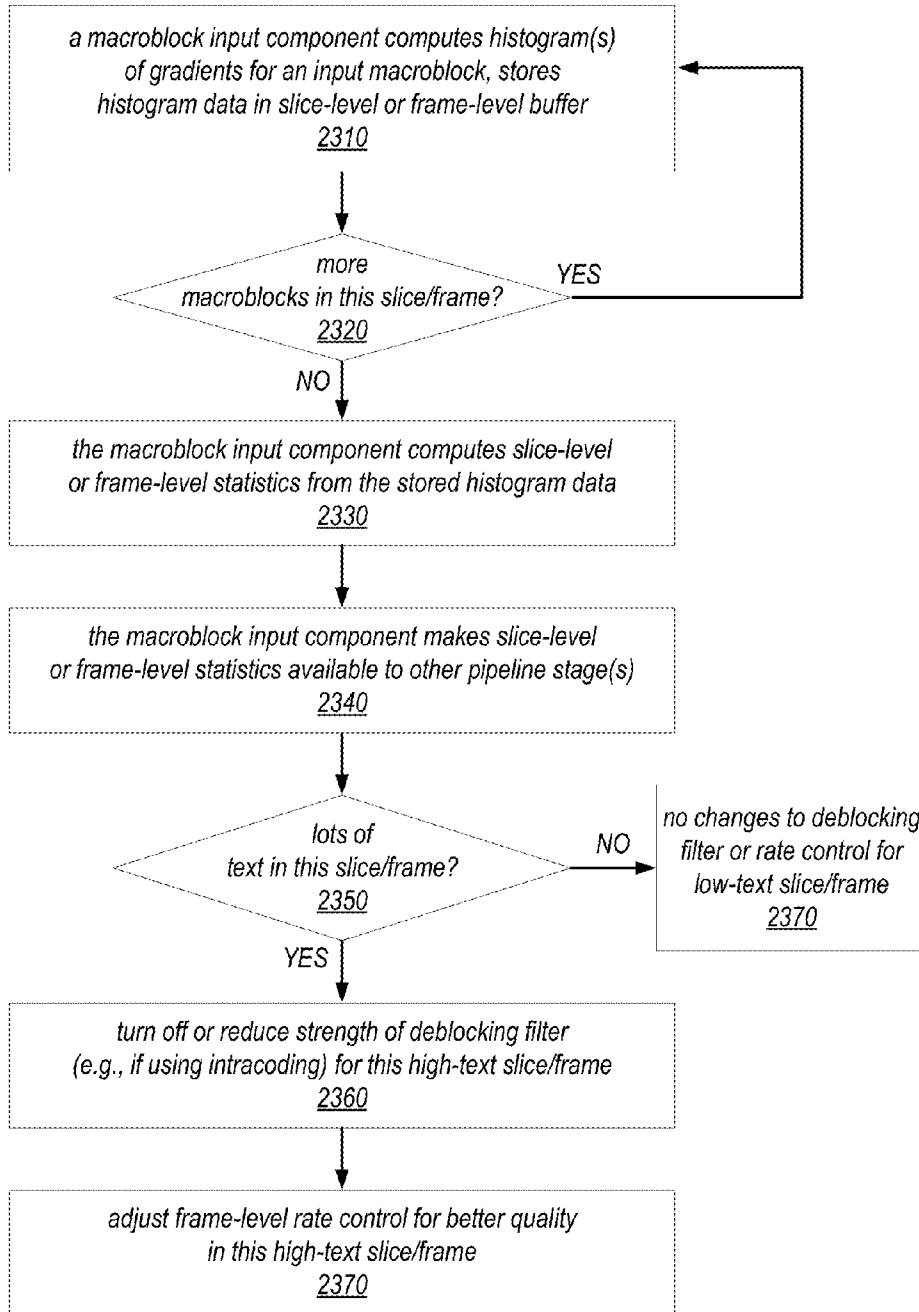 a macroblock input component computes histogram(s)
of gradients for an input macroblock, stores
histogram data in slice-level or frame-level buffer
2310
more
macroblocks in this slice/frame?
2320
YES
NO
the macroblock input component computes slice-level
or frame-level statistics from the stored histogram data
2330
the macroblock input component makes slice-level
or frame-level statistics available to other pipeline stage(s)
2340
lots of
text in this slice/frame?
2350
NO
no changes to deblocking
filter or rate control for
low-text slice/frame
2370
YES
turn off or reduce strength of deblocking filter
(e.g., if using intracoding) for this high-text slice/frame
2360
adjust frame-level rate control for better quality
in this high-text slice/frame
2370